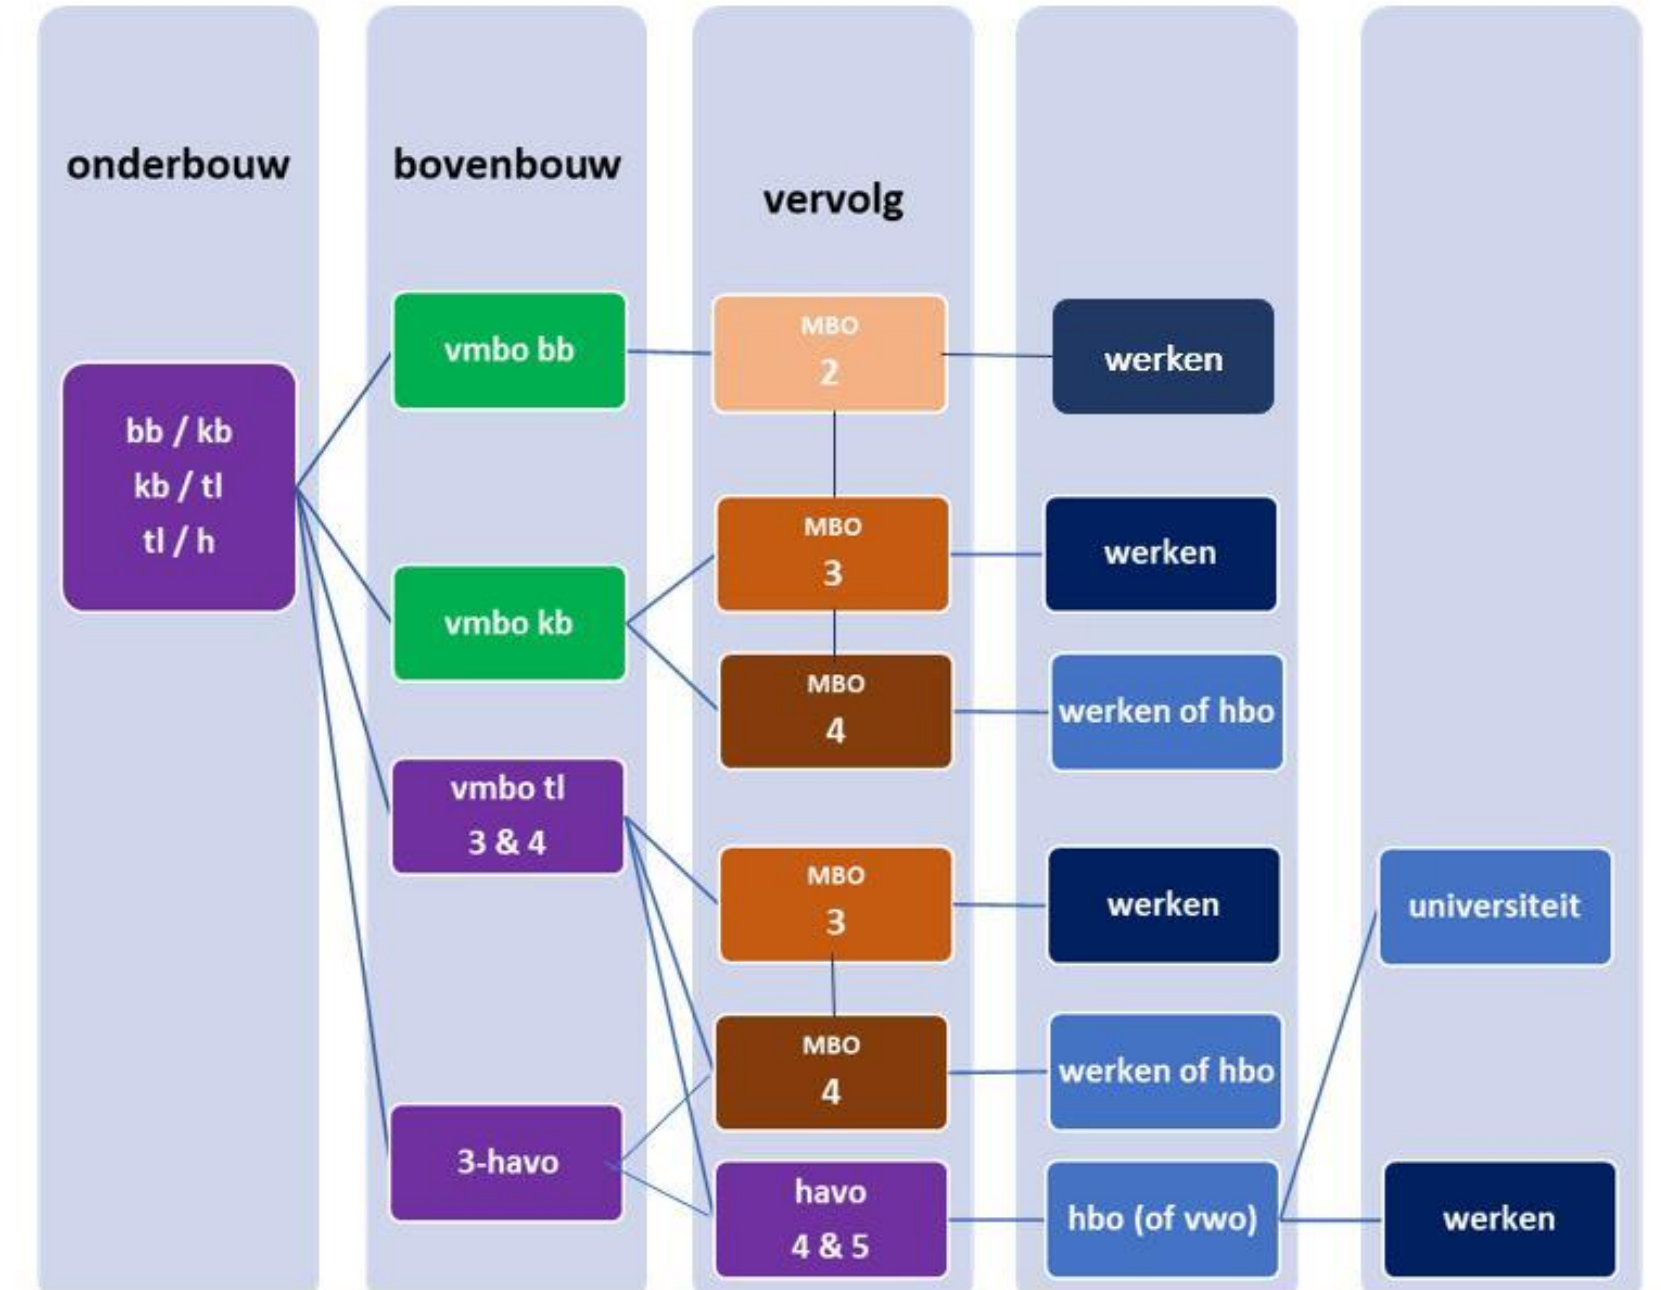 onderbouw
bb / kb
kb / tl
tl / h
bovenbouw
vmbo bb
vmbo kb
vmbo tl
3 & 4
3-havo
vervolg
MBO
2
MBO
3
MBO
4
MBO
3
MBO
4
havo
4 & 5
werken
werken
werken of hbo
werken
werken of hbo
hbo (of vwo)
universiteit
werken